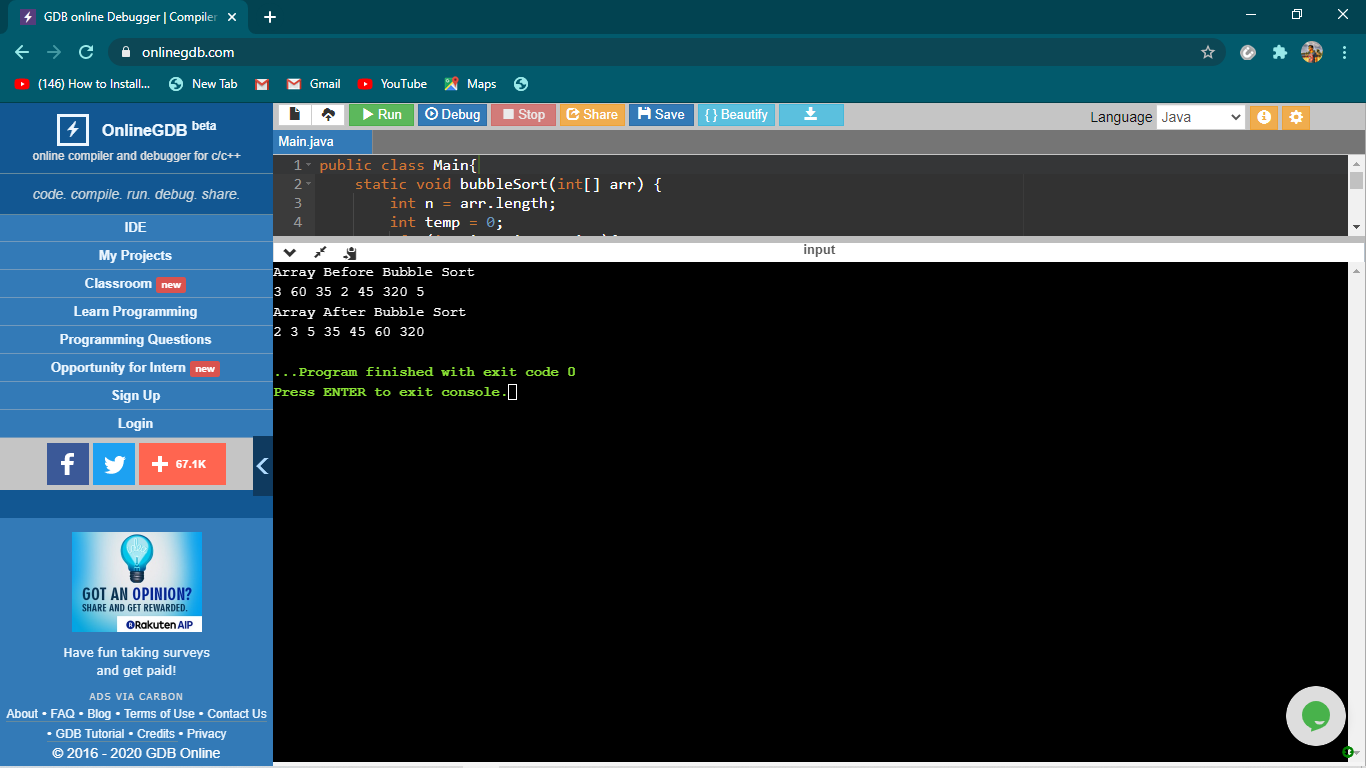 GDB online Debugger | Compiler
onlinegdb.com
(146) How to Install...
New Tab
Gmail
YouTube
Maps
OnlineGDB beta
online compiler and debugger for c/c++
code. compile. run. debug. share.
IDE
My Projects
Classroom new
Learn Programming
Programming Questions
Opportunity for Intern new
Sign Up
Login
67.1K
GOT AN OPINION?
SHARE AND GET REWARDED.
Rakuten AIP
Have fun taking surveys
and get paid!
ADS VIA CARBON
About • FAQ • Blog • Terms of Use • Contact Us
• GDB Tutorial • Credits • Privacy
© 2016 - 2020 GDB Online
Run Debug Stop Share Save { } Beautify
Language Java
Main.java
1 public class Main{
2 static void bubbleSort(int[] arr) {
3 int n = arr.length;
4 int temp = 0;
input
Array Before Bubble Sort
3 60 35 2 45 320 5
Array After Bubble Sort
2 3 5 35 45 60 320
...Program finished with exit code 0
Press ENTER to exit console.